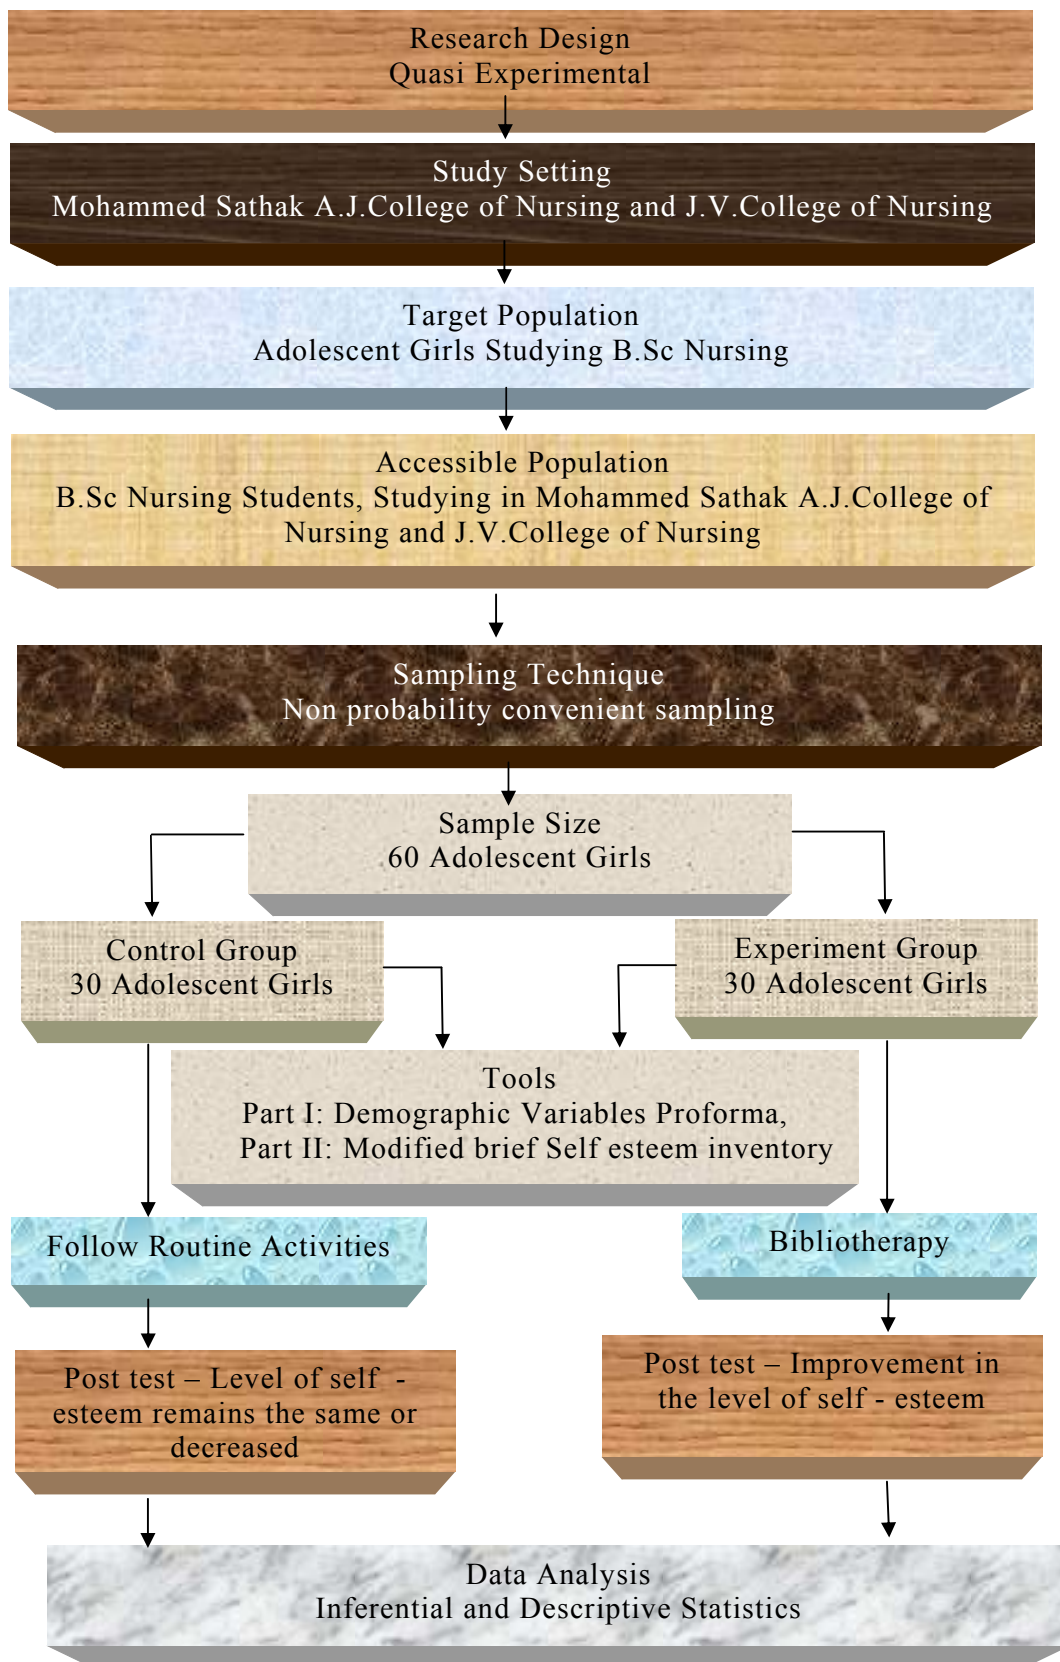 Research Design
Quasi Experimental
Study Setting
Mohammed Sathak A.J.College of Nursing and J.V.College of Nursing
Target Population
Adolescent Girls Studying B.Sc Nursing
Accessible Population
B.Sc Nursing Students, Studying in Mohammed Sathak A.J.College of
Nursing and J.V.College of Nursing
Sampling Technique
Non probability convenient sampling
Sample Size
60 Adolescent Girls
Control Group
30 Adolescent Girls
Experiment Group
30 Adolescent Girls
Tools
Part I: Demographic Variables Proforma,
Part II: Modified brief Self esteem inventory
Follow Routine Activities
Bibliotherapy
Post test – Level of self -
esteem remains the same or
decreased
Post test – Improvement in
the level of self - esteem
Data Analysis
Inferential and Descriptive Statistics